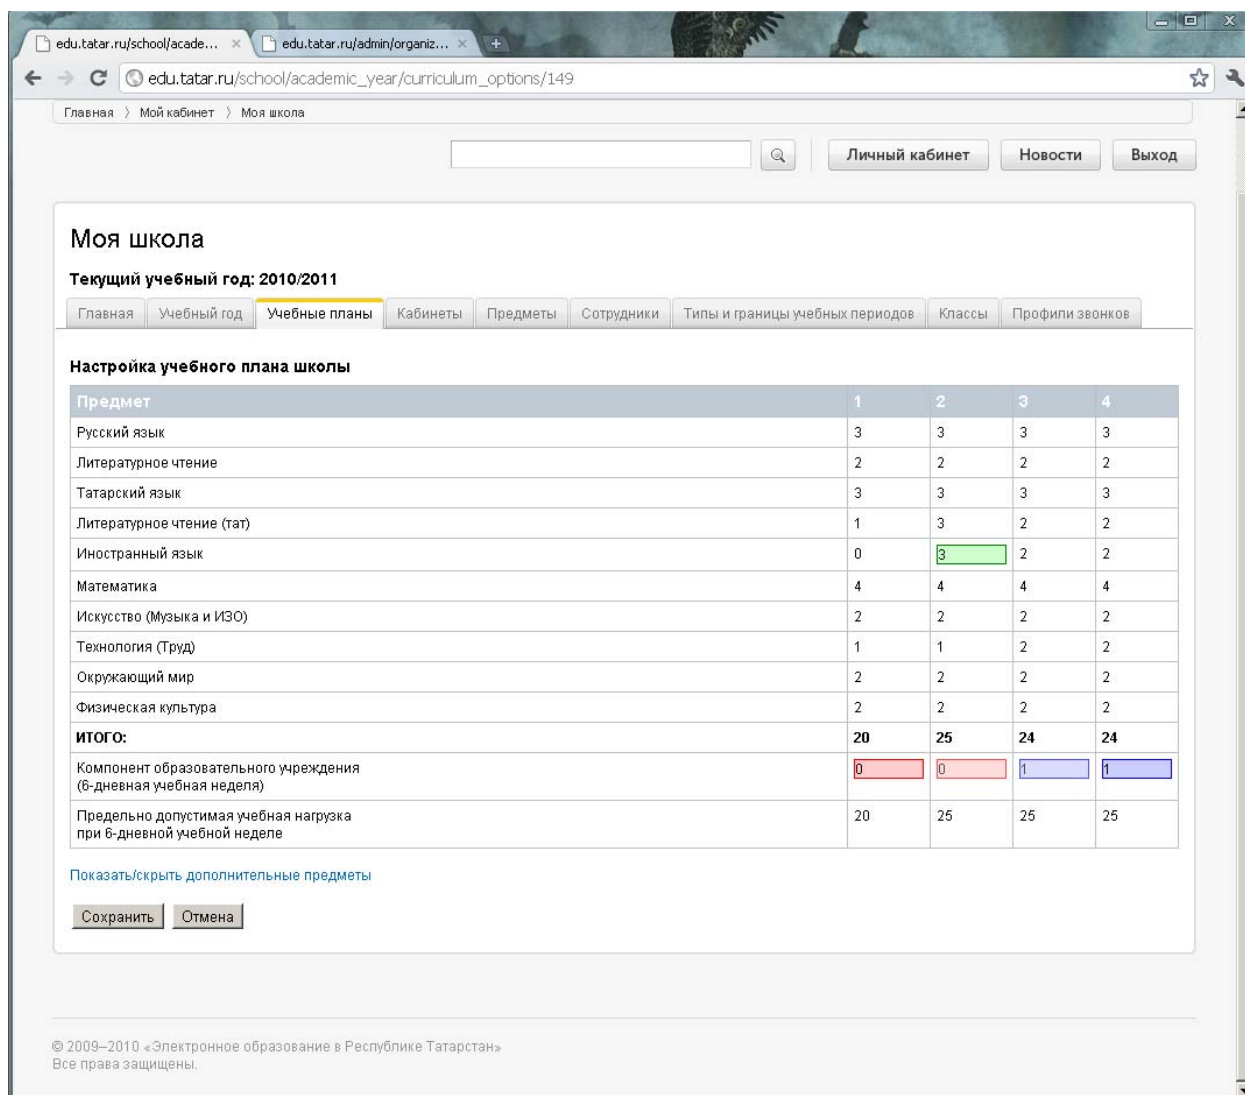 edu.tatar.ru/school/acade...
edu.tatar.ru/admin/organiz...
edu.tatar.ru/school/academic_year/curriculum_options/149
Главная > Мой кабинет > Моя школа
Личный кабинет Новости Выход
Моя школа
Текущий учебный год: 2010/2011
Главная Учебный год Учебные планы Кабинеты Предметы Сотрудники Типы и границы учебных периодов Классы Профили звонков
Настройка учебного плана школы
Предмет 1 2 3 4
Русский язык 3 3 3 3
Литературное чтение 2 2 2 2
Татарский язык 3 3 3 3
Литературное чтение (тат) 1 3 2 2
Иностранный язык 0 3 2 2
Математика 4 4 4 4
Искусство (Музыка и ИЗО) 2 2 2 2
Технология (Труд) 1 1 2 2
Окружающий мир 2 2 2 2
Физическая культура 2 2 2 2
ИТОГО: 20 25 24 24
Компонент образовательного учреждения 0 0 1 1
(6-дневная учебная неделя)
Предельно допустимая учебная нагрузка 20 25 25 25
при 6-дневной учебной неделе
Показать/скрыть дополнительные предметы
Сохранить Отмена
© 2009–2010 «Электронное образование в Республике Татарстан»
Все права защищены.